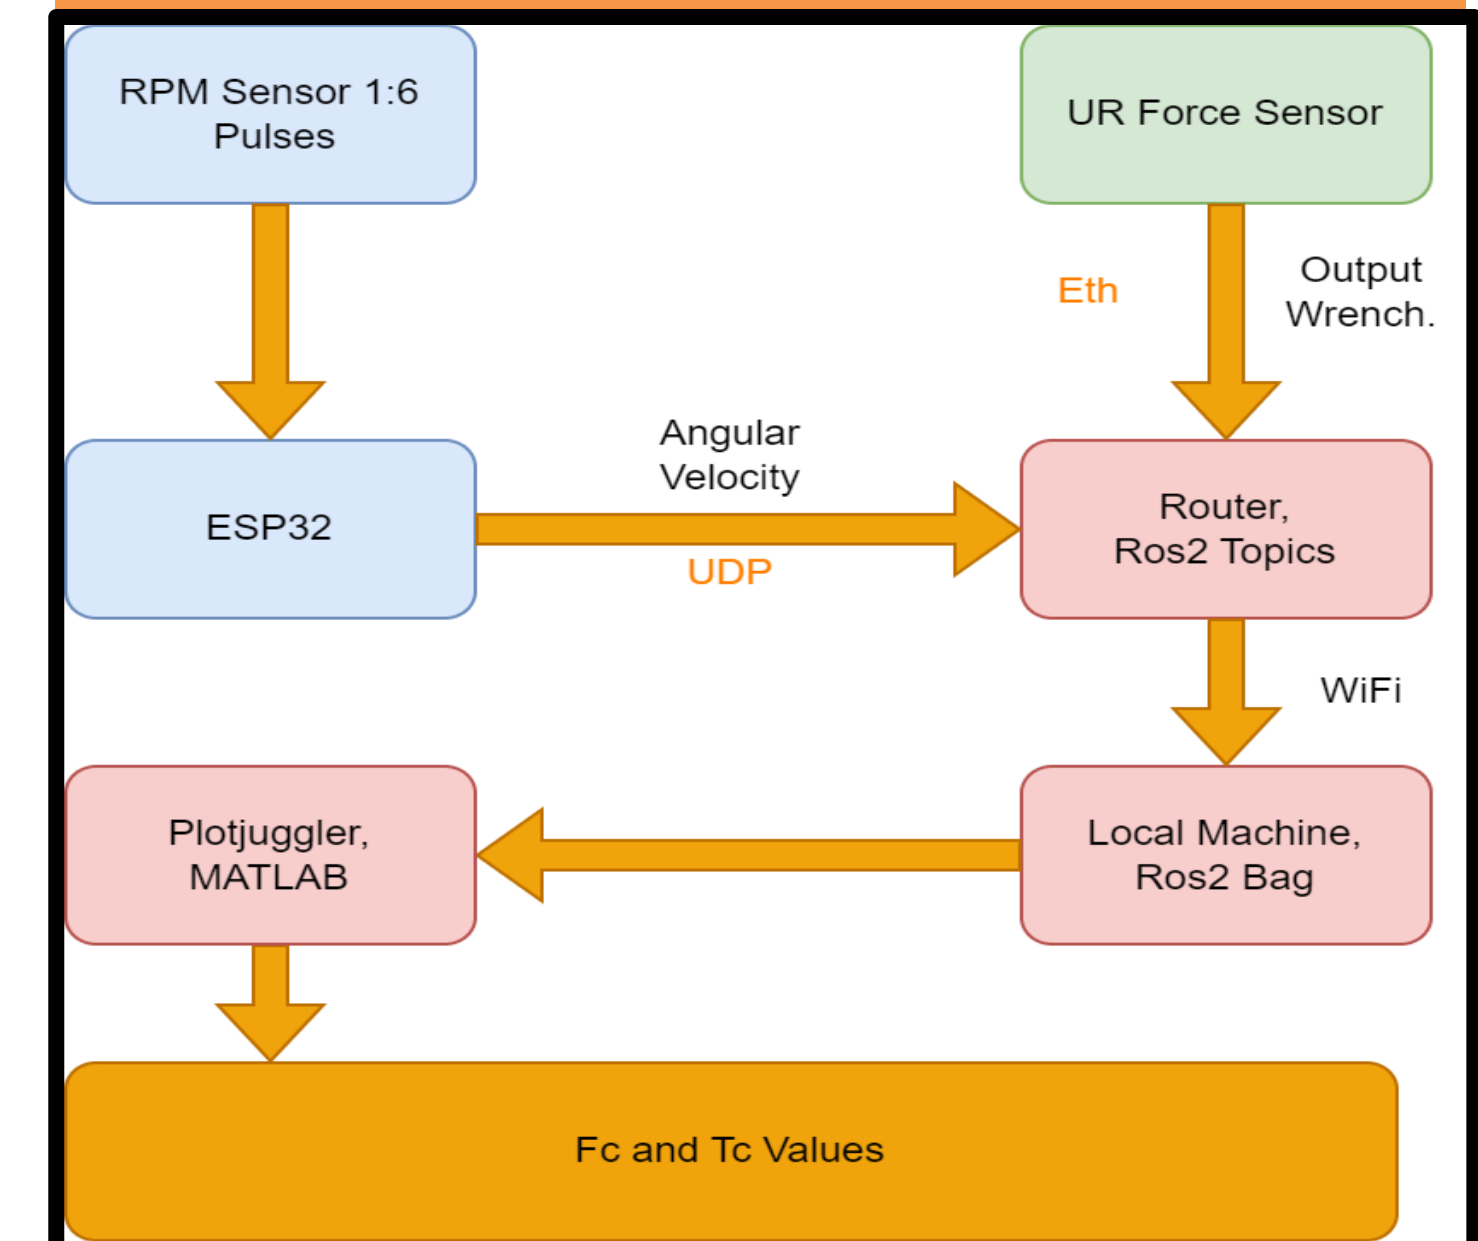 RPM Sensor 1:6
Pulses
UR Force Sensor
Eth
Output
Wrench.
Angular
Velocity
UDP
ESP32
Router,
Ros2 Topics
WiFi
Plotjuggler,
MATLAB
Local Machine,
Ros2 Bag
Fc and Tc Values